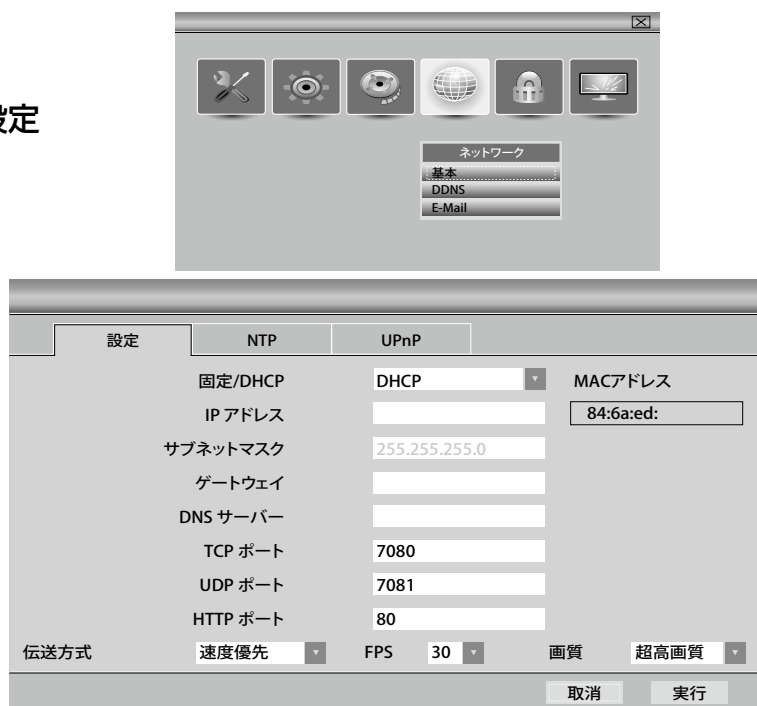 定
ネットワーク
基本
DDNS
E-Mail
設定 NTP UPnP
固定/DHCP DHCP MACアドレス
IP アドレス 84:6a:ed:
サブネットマスク 255.255.255.0
ゲートウェイ
DNS サーバー
TCP ポート 7080
UDP ポート 7081
HTTP ポート 80
伝送方式 速度優先 FPS 30 画質 超高画質
取消 実行